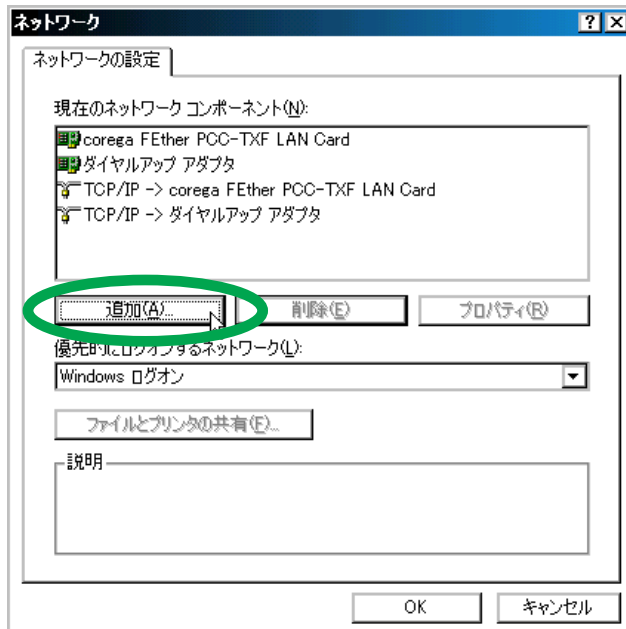 ネットワーク
ネットワークの設定
現在のネットワーク コンポーネント(N):
corega FEther PCC-TXF LAN Card
ダイヤルアップ アダプタ
TCP/IP -> corega FEther PCC-TXF LAN Card
TCP/IP -> ダイヤルアップ アダプタ
追加(A)... 削除(E) プロパティ(R)
優先的にログオンするネットワーク(L):
Windows ログオン
ファイルとプリンタの共有(F)...
説明
OK キャンセル